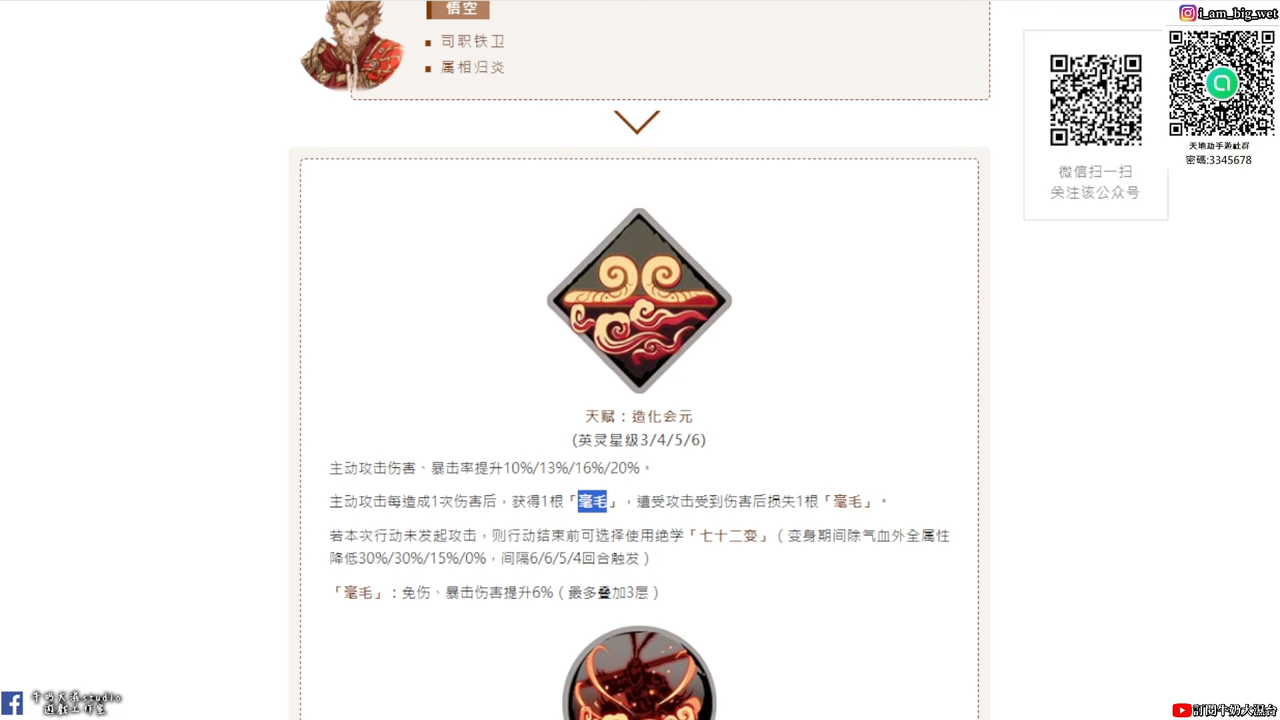 悟空
i_am_big_wet
司职铁卫
属相归炎
天地劫手游社群
密碼:3345678
微信扫一扫
关注该公众号
天赋：造化会元
(英灵星级3/4/5/6)
主动攻击伤害、暴击率提升10%/13%/16%/20%。
主动攻击每造成1次伤害后，获得1根「毫毛」，遭受攻击受到伤害后损失1根「毫毛」。
若本次行动未发起攻击，则行动结束前可选择使用绝学「七十二变」（变身期间除气血外全属性
降低30%/30%/15%/0%，间隔6/6/5/4回合触发）
「毫毛」：免伤、暴击伤害提升6%（最多叠加3层）
牛奶大濕studio
遊戲工作室
訂閱牛奶大濕哥